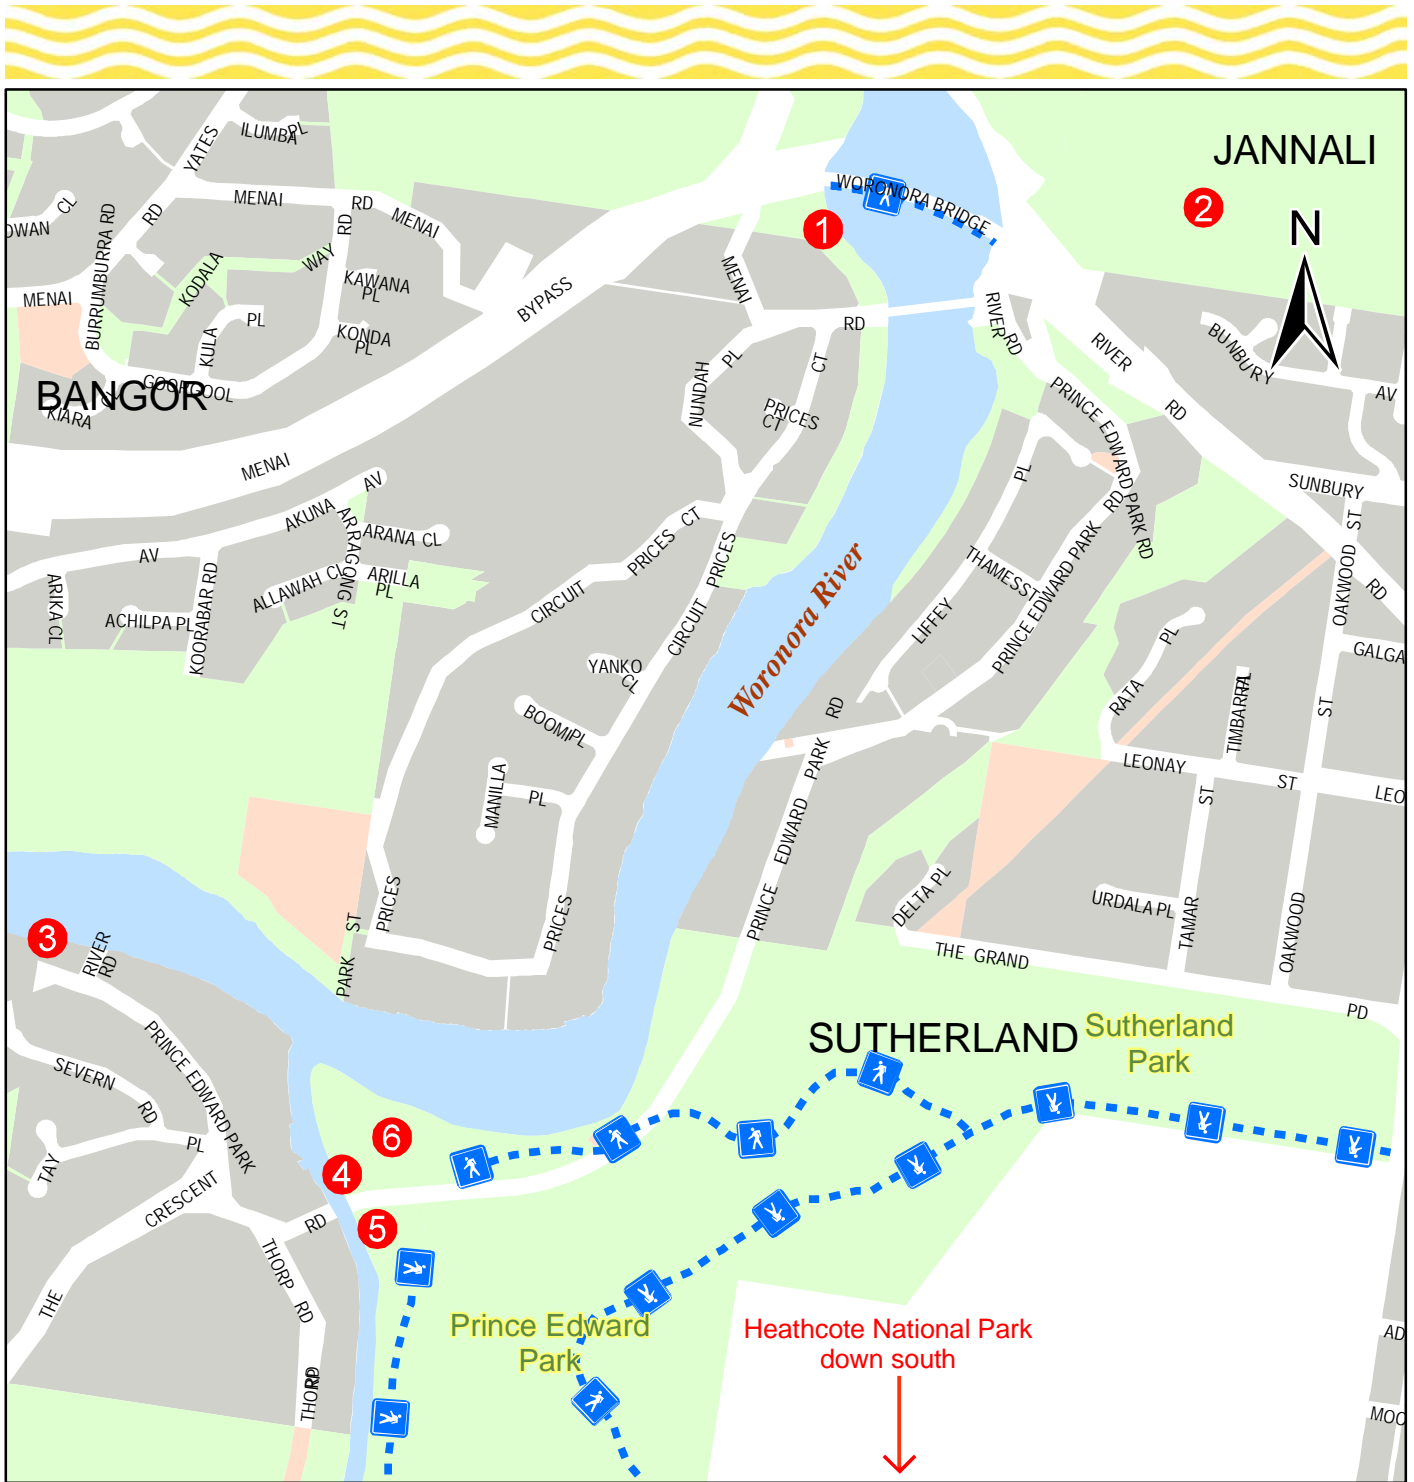 JANNALI
N
BANGOR
SUTHERLAND
Sutherland
Park
Prince Edward
Park
Heathcote National Park
down south
Woronora River
WORONORA BRIDGE
1
2
3
4
5
6
YATES
RD
ILUMBA PL
MENAI
RD
MENAI
CL
BURRUMBURRA RD
MENAI
KODALA
WAY
RD
KAWANA
PL
KONDA
PL
KULA
PL
KIARA
MENAI
BYPASS
MENAI
RD
NUNDAH
PL
CT
PRICES
CT
RIVER
RD
RIVER
RD
RD
BUNBURY
AV
PRINCE EDWARD PARK RD
SUNBURY
OAKWOOD ST
GALGA
PL
LIFFEY
THAMES ST
PRINCE EDWARD PARK RD
RATA
PL
TIMBARRA
PL
LEONAY
ST
LEO
ST
OAKWOOD
ST
TAMAR
URDALA PL
DELTA PL
THE GRAND
PD
AKUNA
AV
AV
ARIKA CL
ACHILPA PL
KOORABAR RD
ALLAWAH CL
ARRAGONG ST
ARANA CL
ARILLA
PL
CIRCUIT
PRICES CT
CIRCUIT PRICES
YANKO
CL
BOOMI PL
MANILLA
PL
PRICES
PRICES
PARK ST
PRINCE EDWARD PARK RD
RIVER
RD
PRINCE EDWARD PARK
RD
SEVERN
RD
TAY
PL
THE
CRESCENT
THORP RD
THORP
RD
AD
MOO